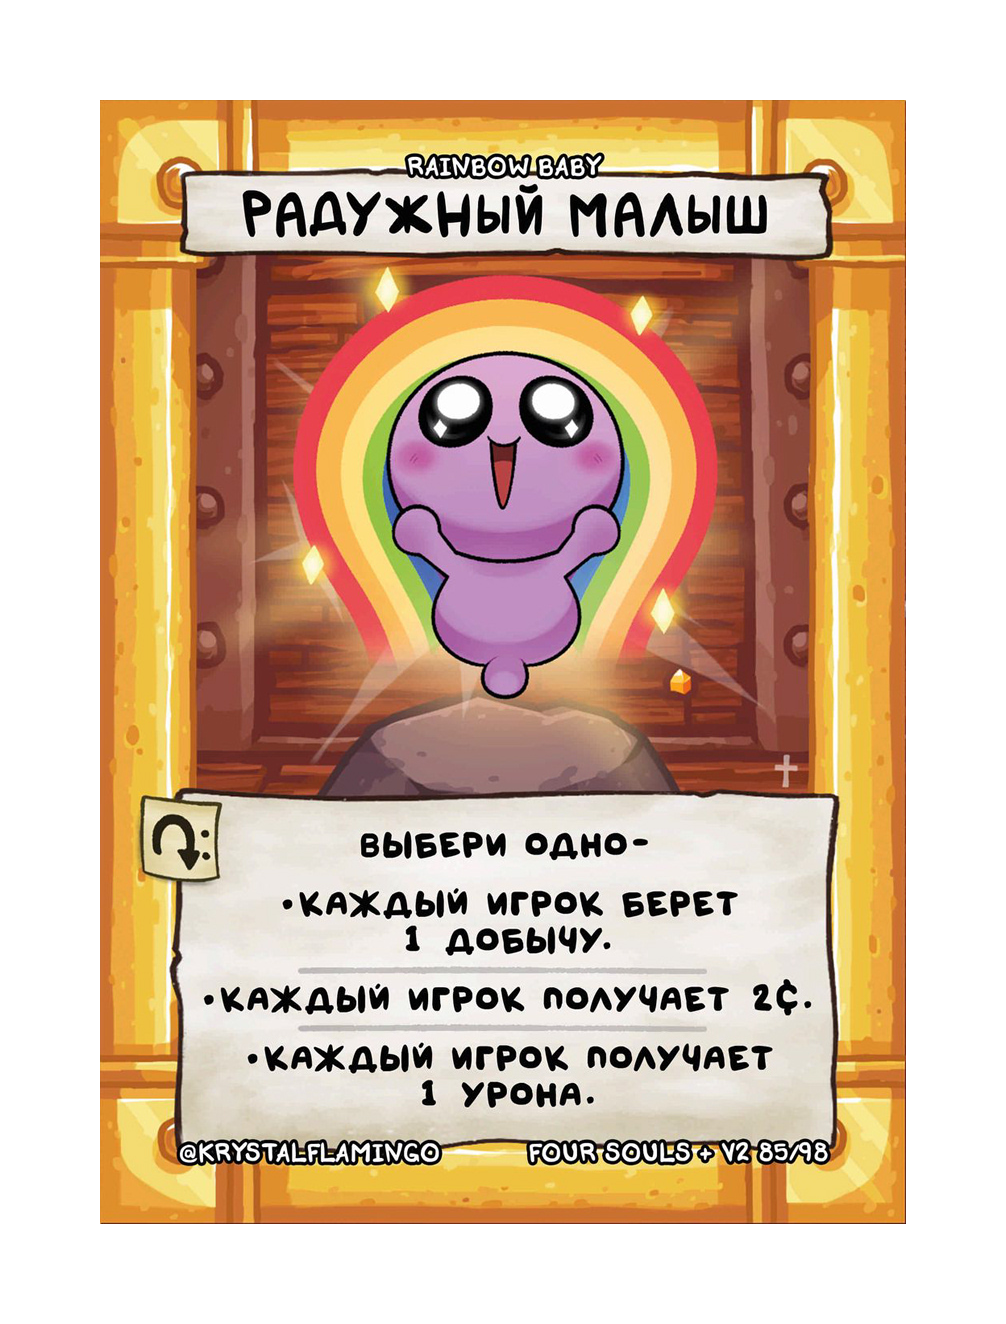 RAINBOW BABY
РАДУЖНЫЙ МАЛЫШ
ВЫБЕРИ ОДНО-
•КАЖДЫЙ ИГРОК БЕРЕТ
1 ДОБЫЧУ.
•КАЖДЫЙ ИГРОК ПОЛУЧАЕТ 2¢.
•КАЖДЫЙ ИГРОК ПОЛУЧАЕТ
1 УРОНА.
@KRYSTALFLAMINGO FOUR SOULS + V2 85/98